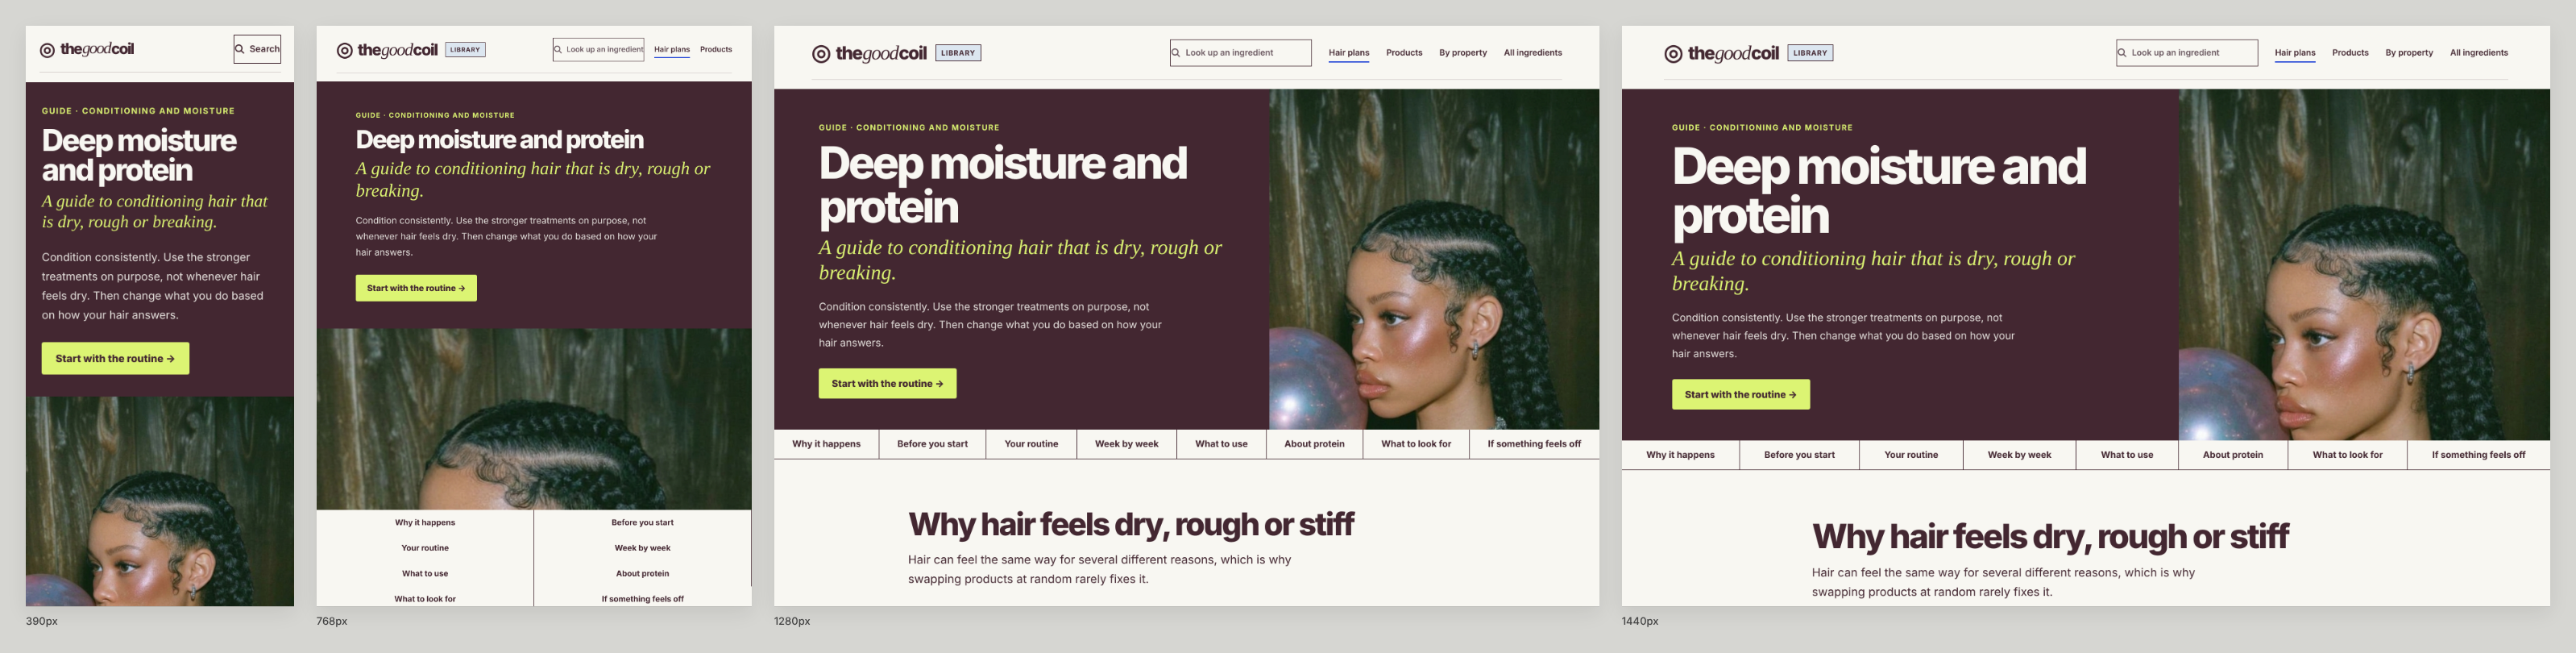 thegoodcoil
Search
GUIDE · CONDITIONING AND MOISTURE
Deep moisture
and protein
A guide to conditioning hair that
is dry, rough or breaking.
Condition consistently. Use the stronger
treatments on purpose, not whenever hair
feels dry. Then change what you do based
on how your hair answers.
Start with the routine →
390px
thegoodcoil
LIBRARY
Look up an ingredient
Hair plans
Products
GUIDE · CONDITIONING AND MOISTURE
Deep moisture and protein
A guide to conditioning hair that is dry, rough or
breaking.
Condition consistently. Use the stronger treatments on purpose, not
whenever hair feels dry. Then change what you do based on how your
hair answers.
Start with the routine →
Why it happens
Before you start
Your routine
Week by week
What to use
About protein
What to look for
If something feels off
768px
thegoodcoil
LIBRARY
Look up an ingredient
Hair plans
Products
By property
All ingredients
GUIDE · CONDITIONING AND MOISTURE
Deep moisture and
protein
A guide to conditioning hair that is dry, rough or
breaking.
Condition consistently. Use the stronger treatments on purpose, not
whenever hair feels dry. Then change what you do based on how your
hair answers.
Start with the routine →
Why it happens
Before you start
Your routine
Week by week
What to use
About protein
What to look for
If something feels off
Why hair feels dry, rough or stiff
Hair can feel the same way for several different reasons, which is why
swapping products at random rarely fixes it.
1280px
thegoodcoil
LIBRARY
Look up an ingredient
Hair plans
Products
By property
All ingredients
GUIDE · CONDITIONING AND MOISTURE
Deep moisture and
protein
A guide to conditioning hair that is dry, rough or
breaking.
Condition consistently. Use the stronger treatments on purpose, not
whenever hair feels dry. Then change what you do based on how your
hair answers.
Start with the routine →
Why it happens
Before you start
Your routine
Week by week
What to use
About protein
What to look for
If something feels off
Why hair feels dry, rough or stiff
Hair can feel the same way for several different reasons, which is why
swapping products at random rarely fixes it.
1440px